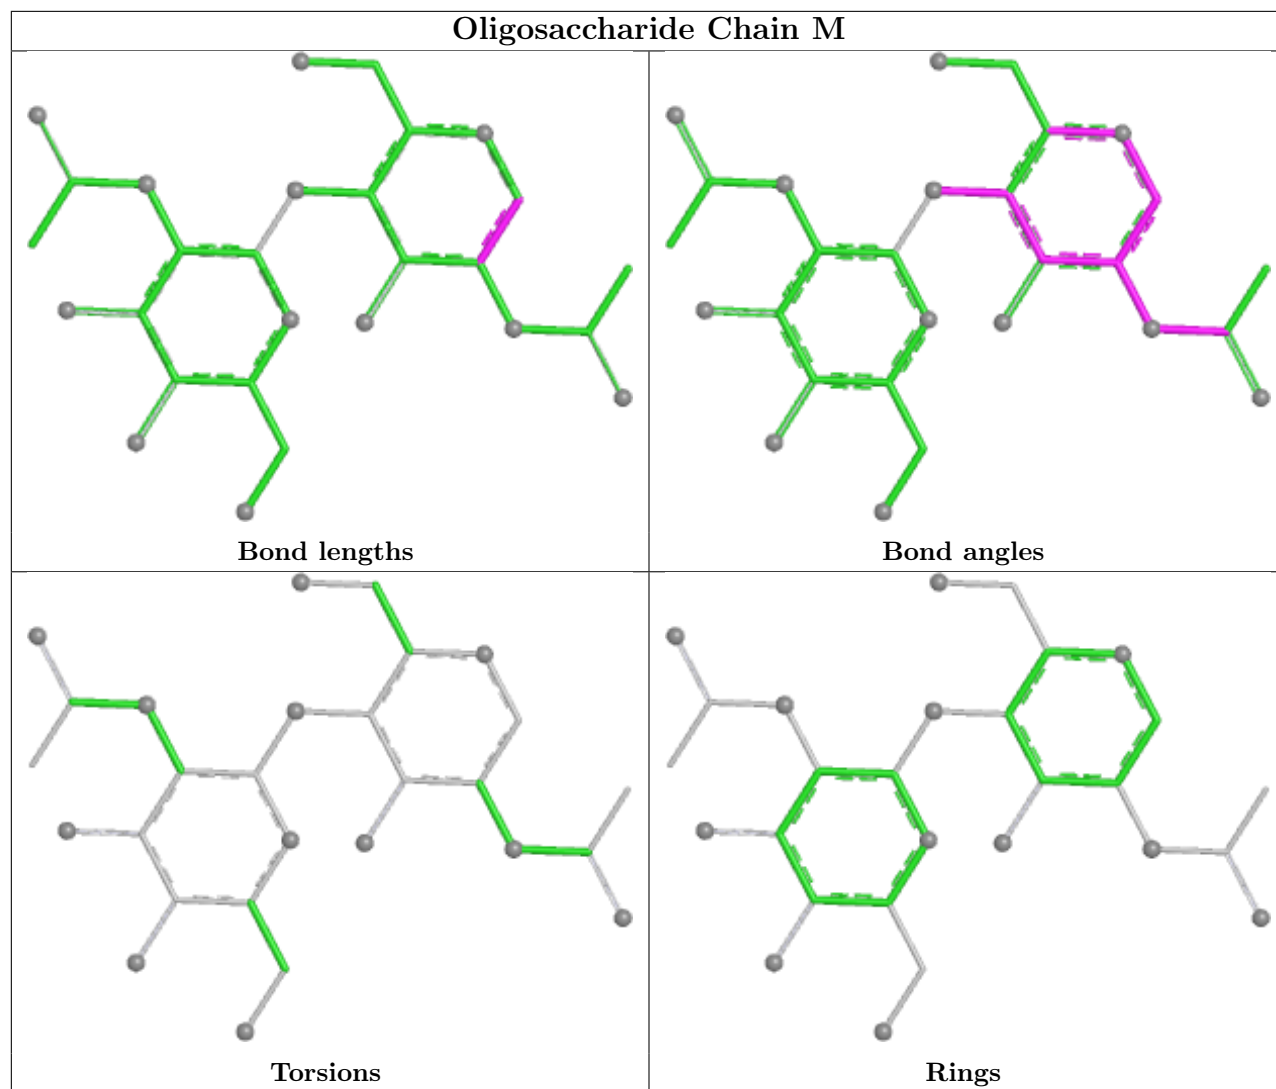 Oligosaccharide Chain M
Bond lengths
Bond angles
Torsions
Rings